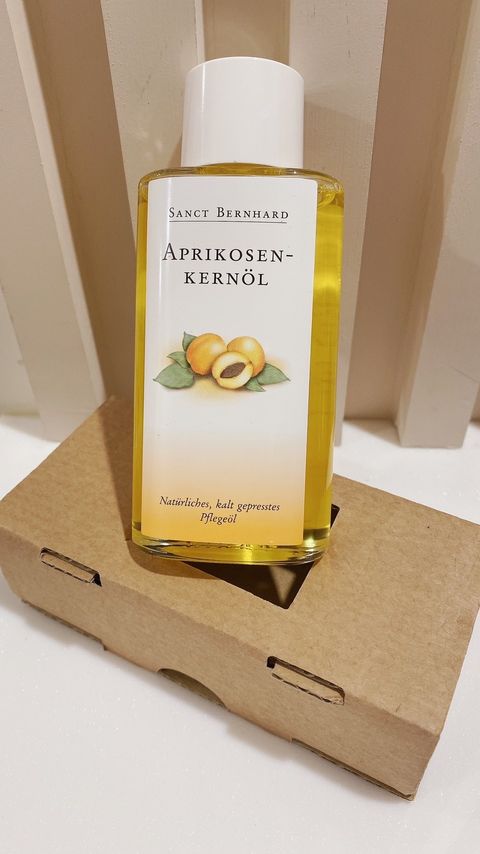 Sanct Bernhard
Aprikosen-
kernöl
Natürliches, kalt gepresstes
Pflegeöl